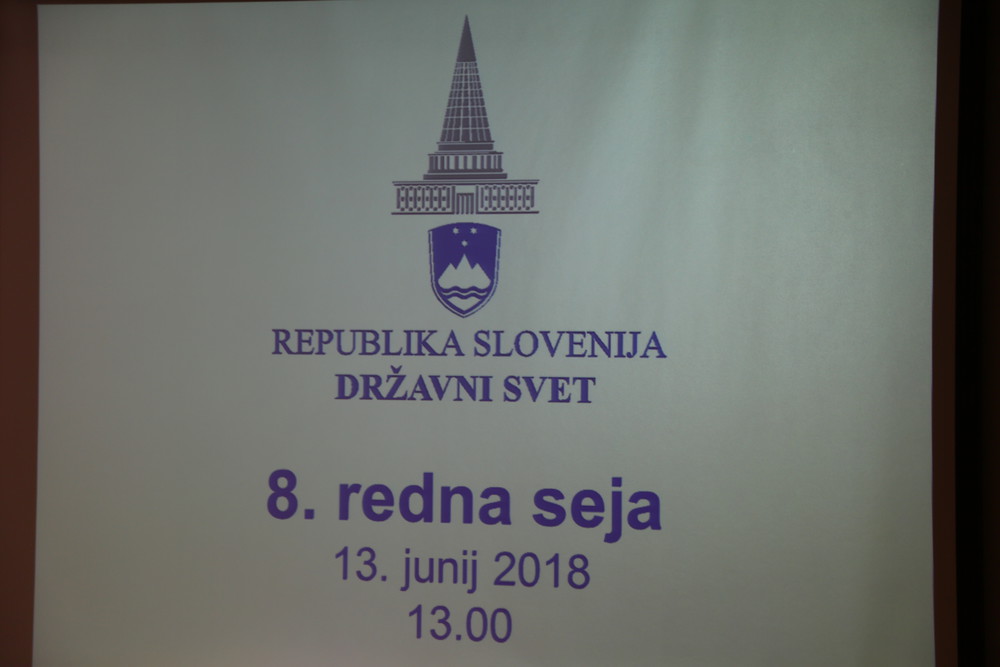 REPUBLIKA SLOVENIJA
DRŽAVNI SVET
8. redna seja
13. junij 2018
13.00